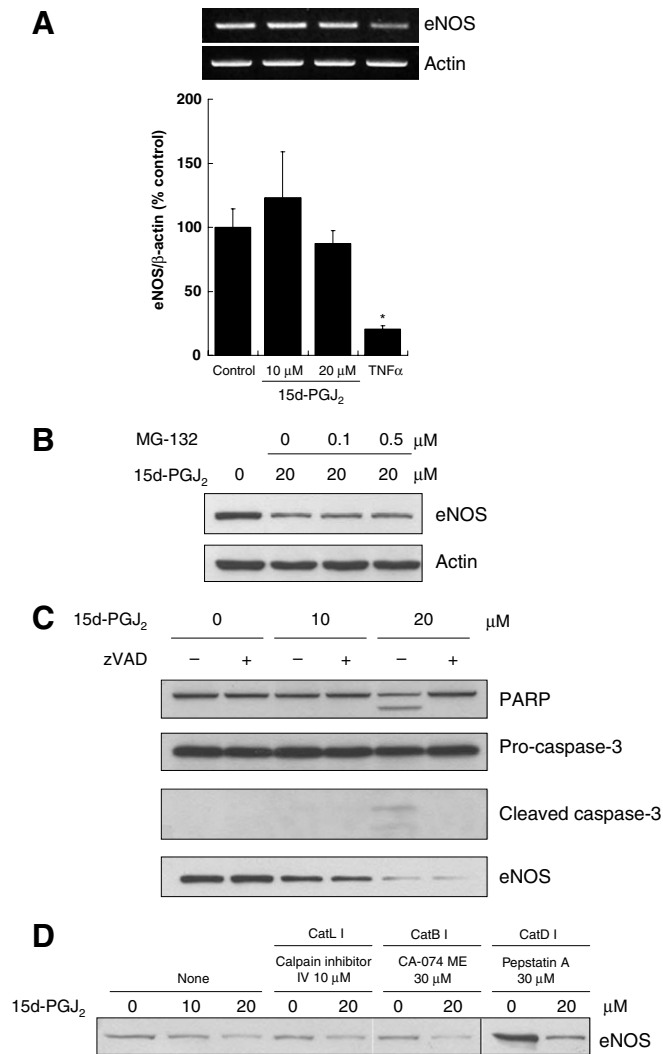 A
eNOS
Actin
200
150
100
50
0
eNOS/β-actin (% control)
*
Control 10 μM 20 μM TNFα
15d-PGJ₂
B
MG-132 0 0.1 0.5 μM
15d-PGJ₂ 0 20 20 20 μM
eNOS
Actin
C
15d-PGJ₂ 0 10 20 μM
zVAD – + – + – +
PARP
Pro-caspase-3
Cleaved caspase-3
eNOS
D
CatL I CatB I CatD I
None Calpain inhibitor CA-074 ME Pepstatin A
IV 10 μM 30 μM 30 μM
15d-PGJ₂ 0 10 20 0 20 0 20 0 20 μM
eNOS